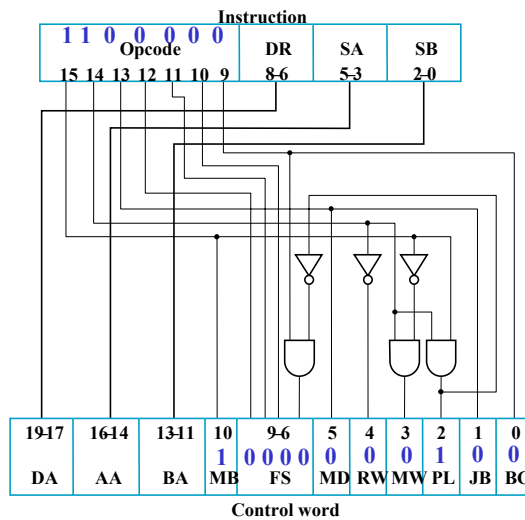 Instruction
1 1 0 0 0 0 0
Opcode DR SA SB
15 14 13 12 11 10 9 8-6 5-3 2-0
19-17 16-14 13-11 10 9-6 5 4 3 2 1 0
1 0 0 0 0 0 0 0 1 0 0
DA AA BA MB FS MD RW MW PL JB BC
Control word